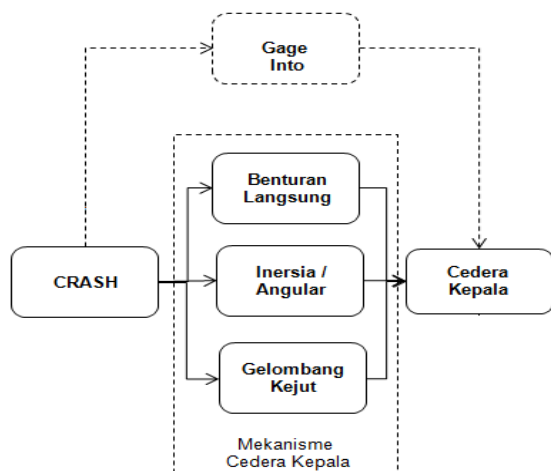 Gage
Into
Benturan
Langsung
CRASH
Inersia /
Angular
Cedera
Kepala
Gelombang
Kejut
Mekanisme
Cedera Kepala